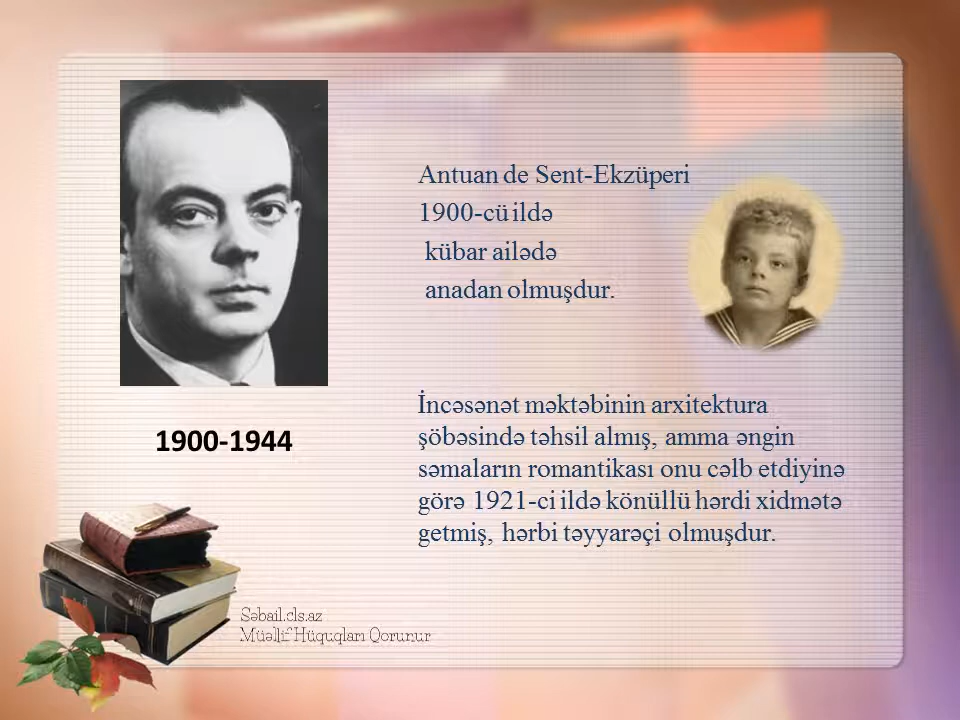 Antuan de Sent-Ekzüperi
1900-cü ildə
kübar ailədə
anadan olmuşdur.
1900-1944
İncəsənət məktəbinin arxitektura
şöbəsində təhsil almış, amma əngin
səmaların romantikası onu cəlb etdiyinə
görə 1921-ci ildə könüllü hərdi xidmətə
getmiş, hərbi təyyarəçi olmuşdur.
Səbail.cls.az
Müəllif Hüquqları Qorunur